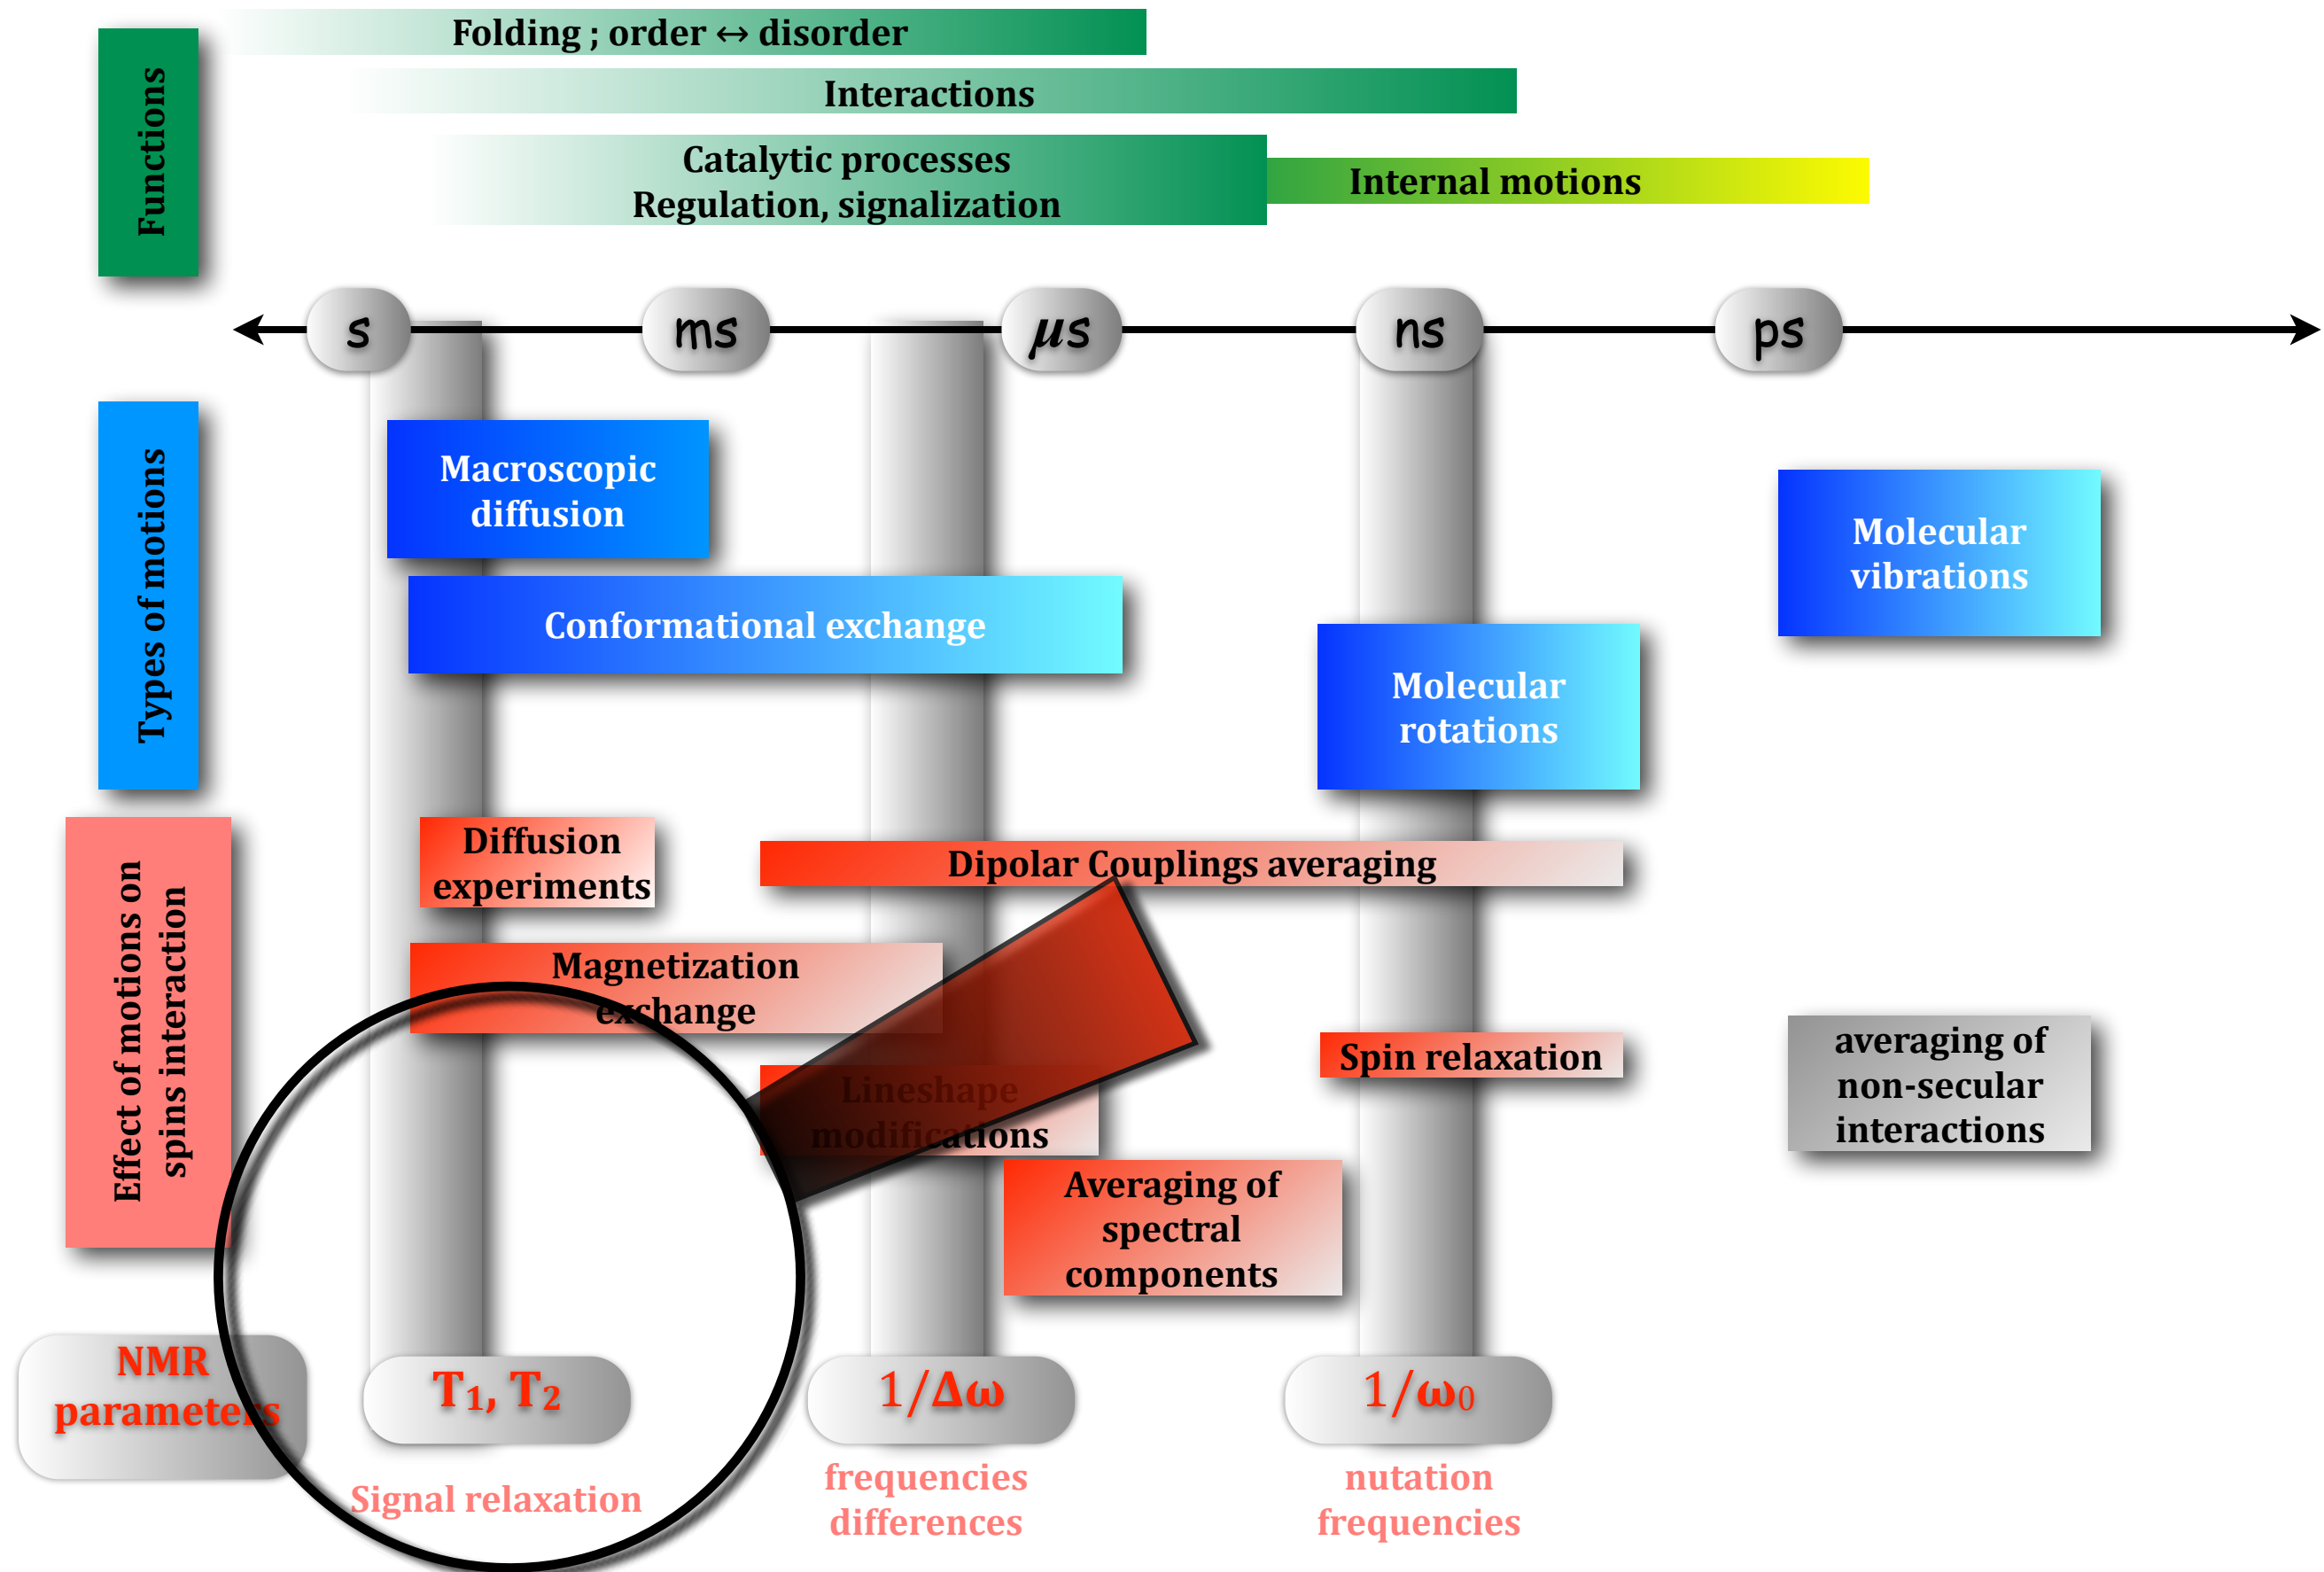 Functions
Folding ; order ↔ disorder
Interactions
Catalytic processes
Regulation, signalization
Internal motions
s
ms
μs
ns
ps
Types of motions
Macroscopic
diffusion
Conformational exchange
Molecular
rotations
Molecular
vibrations
Effect of motions on
spins interaction
Diffusion
experiments
Dipolar Couplings averaging
Magnetization
exchange
Lineshape
modifications
Spin relaxation
Averaging of
spectral
components
averaging of
non-secular
interactions
NMR
parameters
T₁, T₂
Signal relaxation
1/Δω
frequencies
differences
1/ω₀
nutation
frequencies